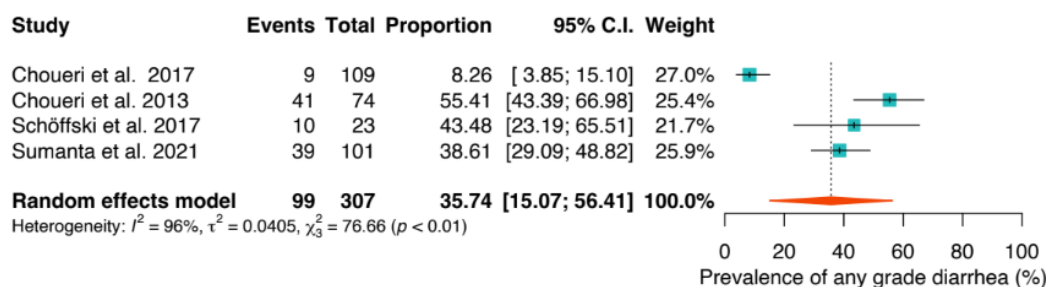 Study Events Total Proportion 95% C.I. Weight
Choueri et al. 2017 9 109 8.26 [ 3.85; 15.10] 27.0%
Choueri et al. 2013 41 74 55.41 [43.39; 66.98] 25.4%
Schöffski et al. 2017 10 23 43.48 [23.19; 65.51] 21.7%
Sumanta et al. 2021 39 101 38.61 [29.09; 48.82] 25.9%
Random effects model 99 307 35.74 [15.07; 56.41] 100.0%
Heterogeneity: I² = 96%, τ² = 0.0405, χ²₃ = 76.66 (p < 0.01)
0 20 40 60 80 100
Prevalence of any grade diarrhea (%)